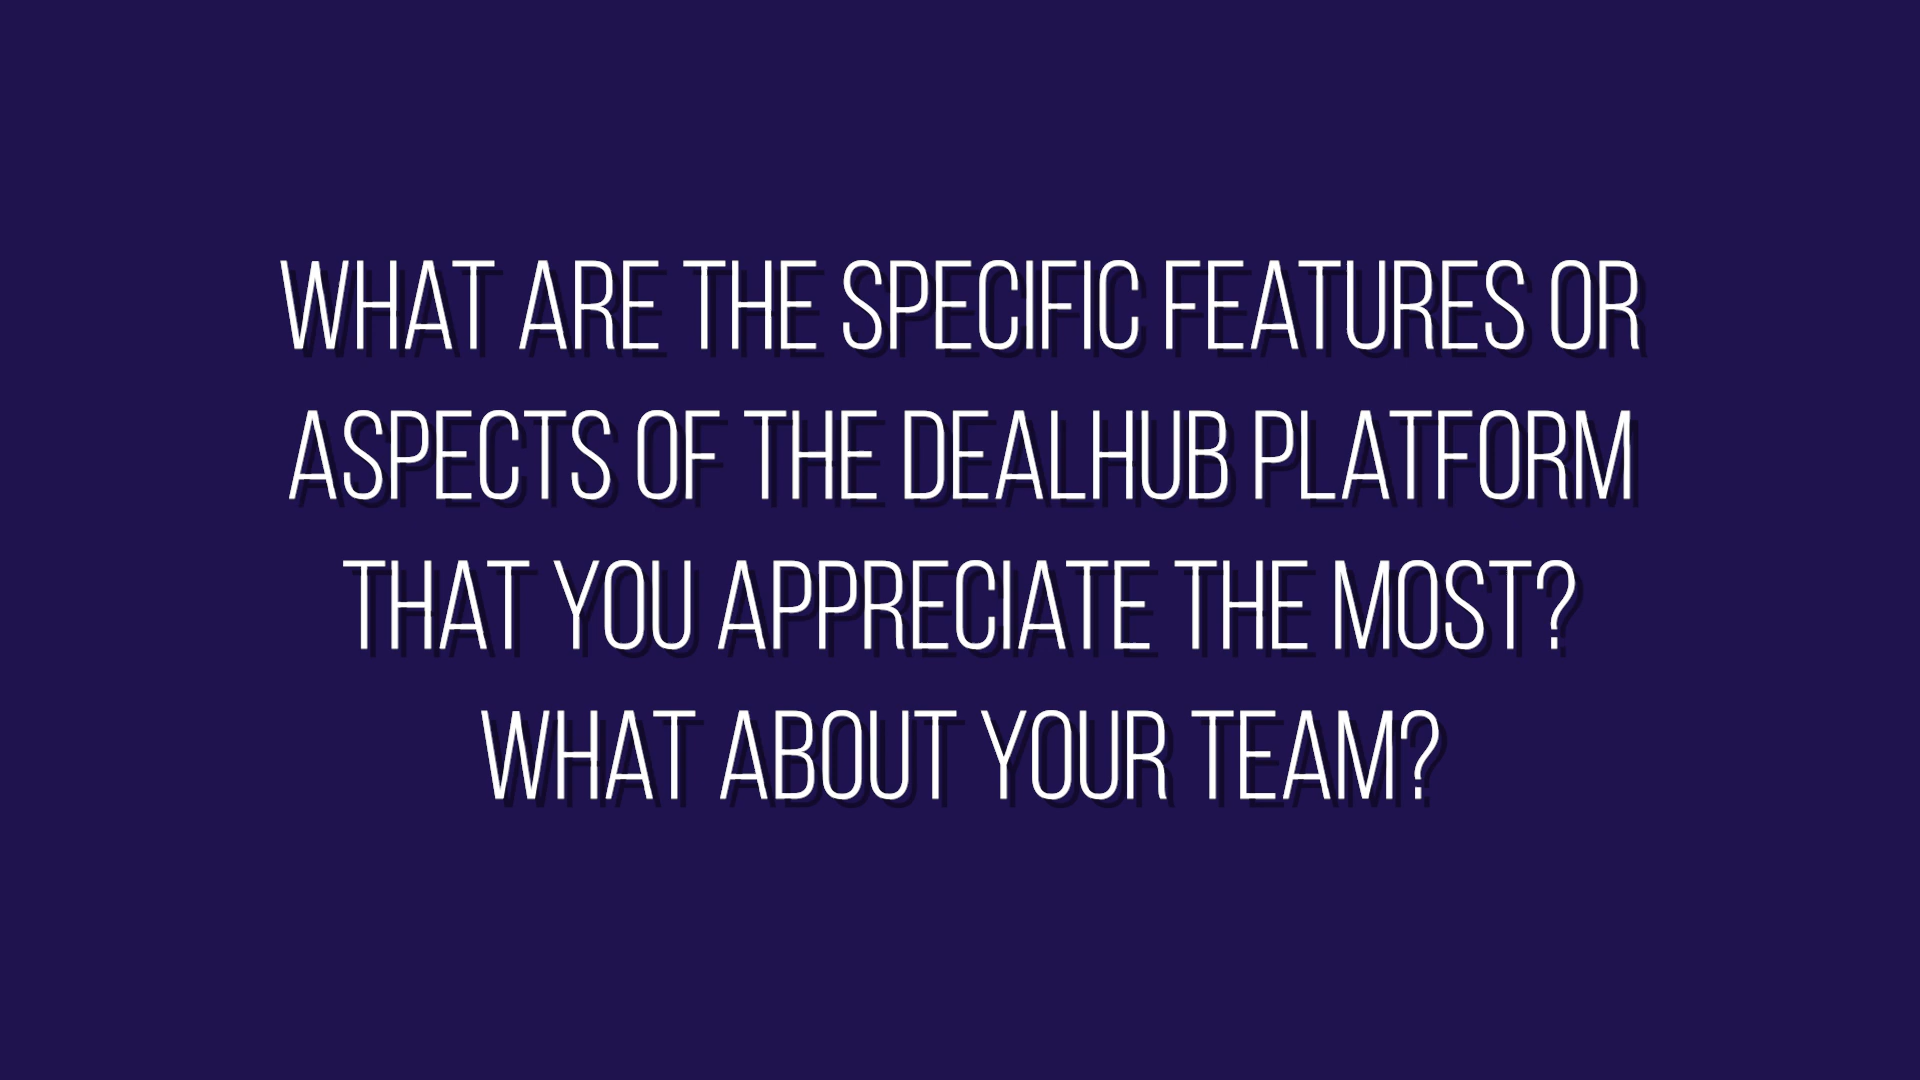 WHAT ARE THE SPECIFIC FEATURES OR
ASPECTS OF THE DEALHUB PLATFORM
THAT YOU APPRECIATE THE MOST?
WHAT ABOUT YOUR TEAM?